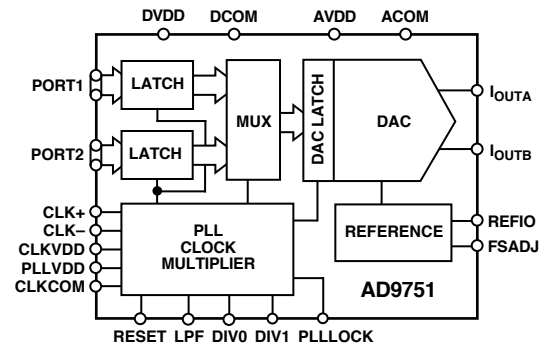 DVDD DCOM AVDD ACOM
PORT1
LATCH
PORT2
LATCH
MUX
DAC LATCH
DAC
IOUTA
IOUTB
CLK+
CLK–
CLKVDD
PLLVDD
CLKCOM
PLL
CLOCK
MULTIPLIER
REFERENCE
REFIO
FSADJ
AD9751
RESET LPF DIV0 DIV1 PLLLOCK